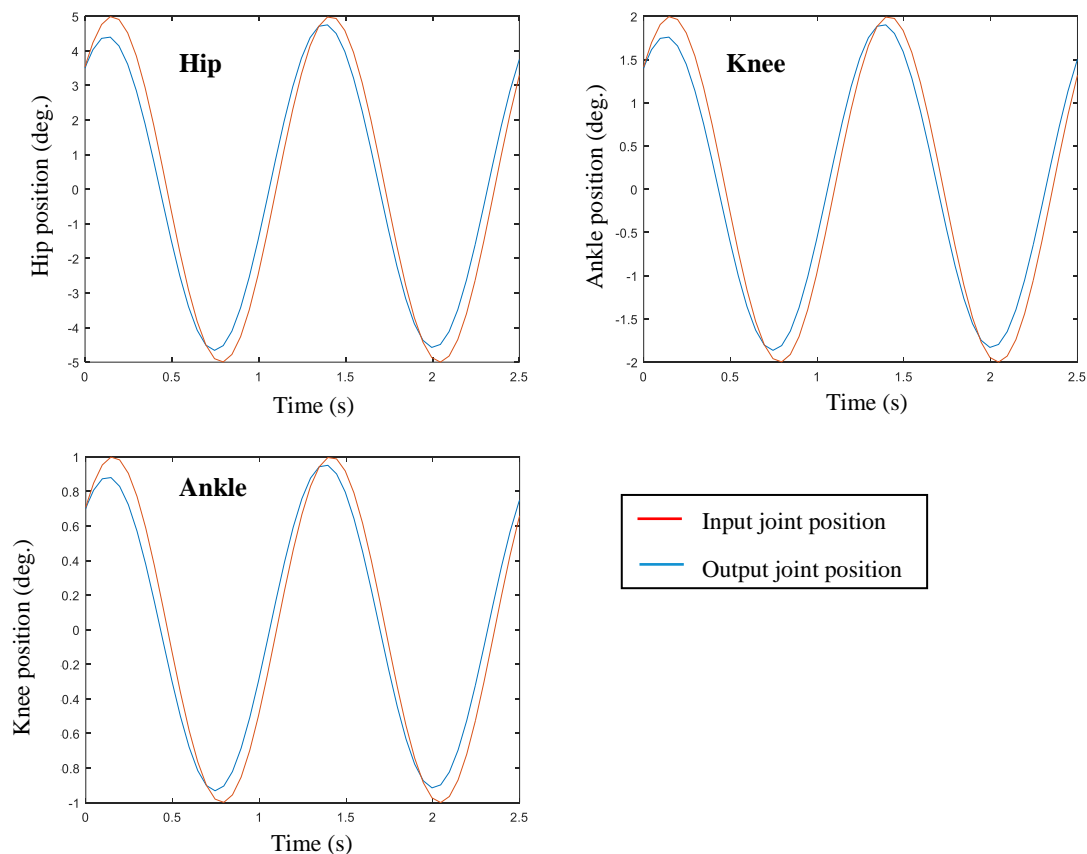 Hip
Hip position (deg.)
5
4
3
2
1
0
-1
-2
-3
-4
-5
0 0.5 1 1.5 2 2.5
Time (s)
Knee
Ankle position (deg.)
2
1.5
1
0.5
0
-0.5
-1
-1.5
-2
0 0.5 1 1.5 2 2.5
Time (s)
Ankle
Knee position (deg.)
1
0.8
0.6
0.4
0.2
0
0.2
0.4
0.6
0.8
-1
0 0.5 1 1.5 2 2.5
Time (s)
Input joint position
Output joint position